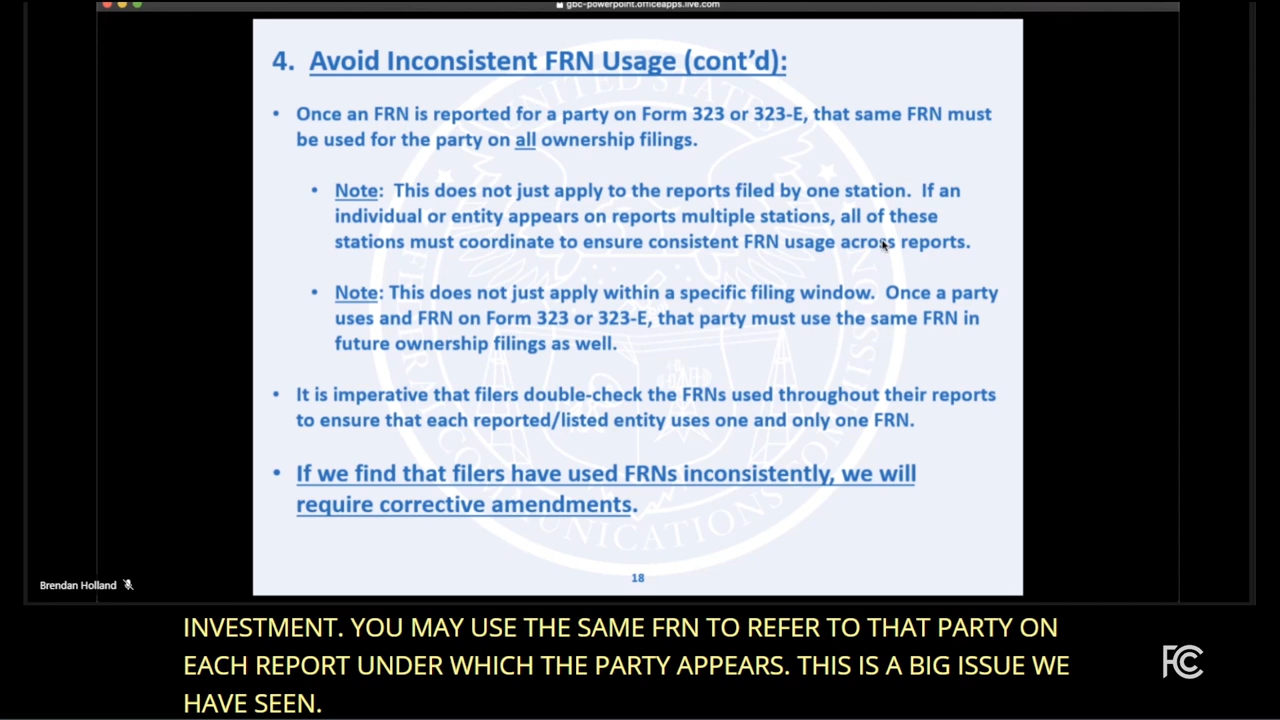 gbc-powerpoint.officeapps.live.com
4. Avoid Inconsistent FRN Usage (cont'd):
• Once an FRN is reported for a party on Form 323 or 323-E, that same FRN must
be used for the party on all ownership filings.
• Note: This does not just apply to the reports filed by one station. If an
individual or entity appears on reports multiple stations, all of these
stations must coordinate to ensure consistent FRN usage across reports.
• Note: This does not just apply within a specific filing window. Once a party
uses and FRN on Form 323 or 323-E, that party must use the same FRN in
future ownership filings as well.
• It is imperative that filers double-check the FRNs used throughout their reports
to ensure that each reported/listed entity uses one and only one FRN.
• If we find that filers have used FRNs inconsistently, we will
require corrective amendments.
18
Brendan Holland
INVESTMENT. YOU MAY USE THE SAME FRN TO REFER TO THAT PARTY ON
EACH REPORT UNDER WHICH THE PARTY APPEARS. THIS IS A BIG ISSUE WE
HAVE SEEN.
FCC
UNITED STATES
FEDERAL COMMUNICATIONS COMMISSION